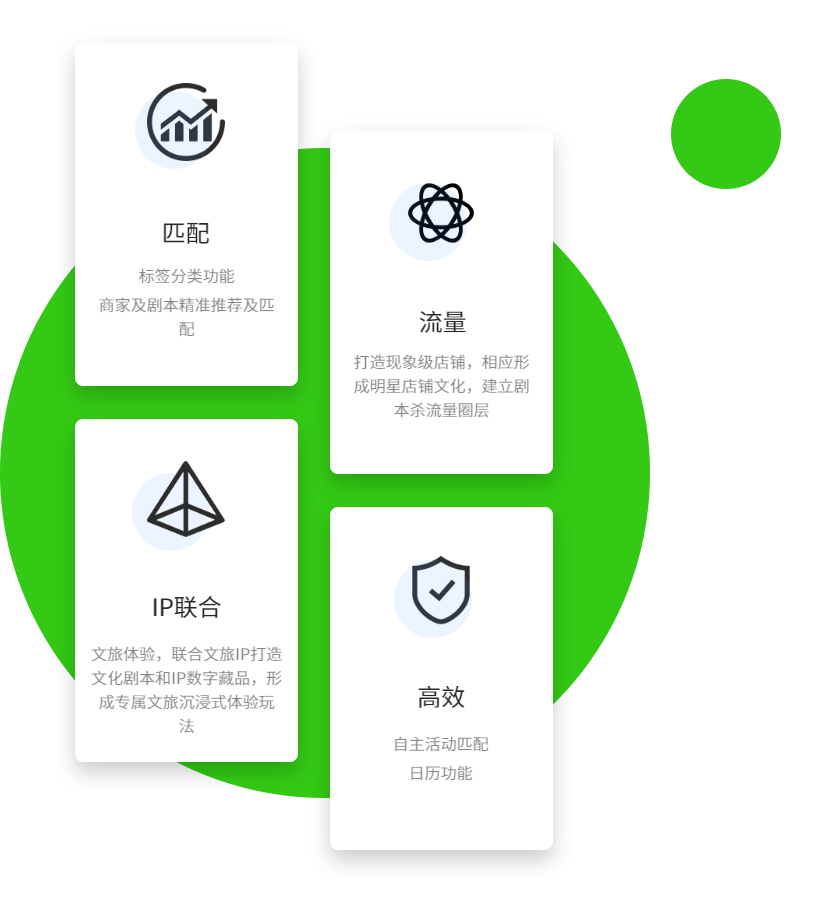 匹配
标签分类功能
商家及剧本精准推荐及匹
配
流量
打造现象级店铺，相应形
成明星店铺文化，建立剧
本杀流量圈层
IP联合
文旅体验，联合文旅IP打造
文化剧本和IP数字藏品，形
成专属文旅沉浸式体验玩
法
高效
自主活动匹配
日历功能